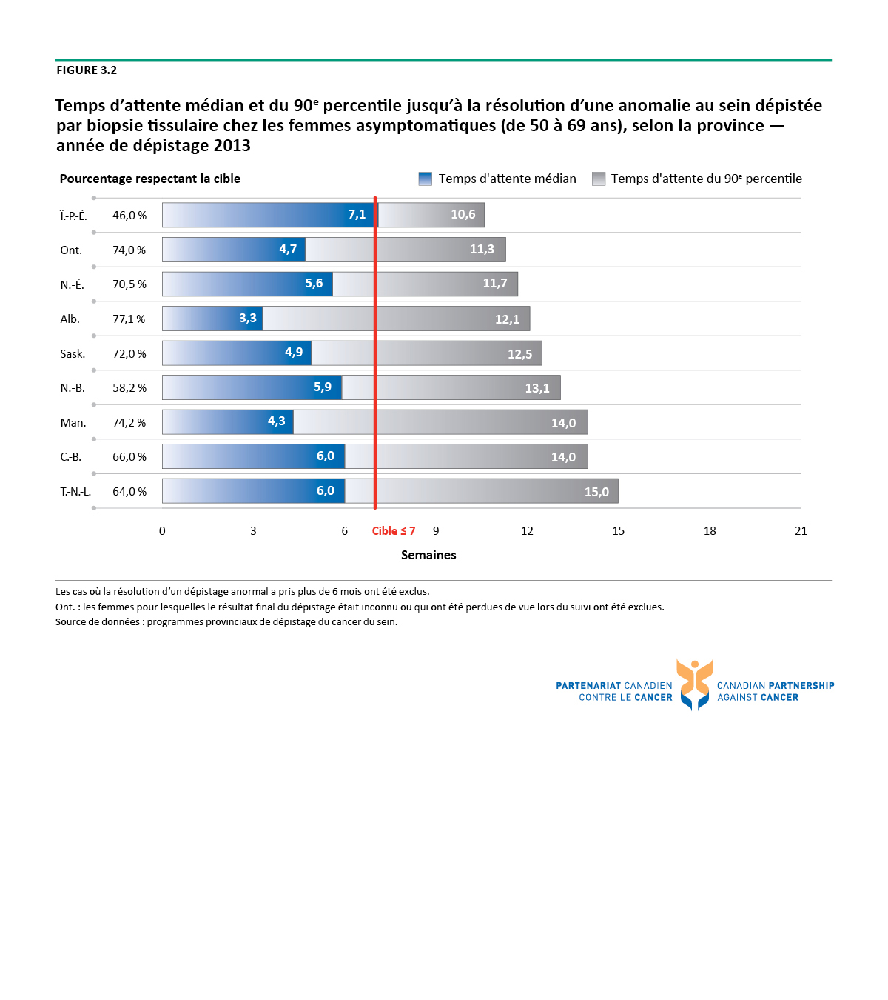 FIGURE 3.2
Temps d’attente médian et du 90e percentile jusqu’à la résolution d’une anomalie au sein dépistée
par biopsie tissulaire chez les femmes asymptomatiques (de 50 à 69 ans), selon la province —
année de dépistage 2013
Pourcentage respectant la cible Temps d'attente médian Temps d'attente du 90e percentile
Î.-P.-É. 46,0 % 7,1 10,6
Ont. 74,0 % 4,7 11,3
N.-É. 70,5 % 5,6 11,7
Alb. 77,1 % 3,3 12,1
Sask. 72,0 % 4,9 12,5
N.-B. 58,2 % 5,9 13,1
Man. 74,2 % 4,3 14,0
C.-B. 66,0 % 6,0 14,0
T.-N.-L. 64,0 % 6,0 15,0
0 3 6 Cible ≤ 7 9 12 15 18 21
Semaines
Les cas où la résolution d’un dépistage anormal a pris plus de 6 mois ont été exclus.
Ont. : les femmes pour lesquelles le résultat final du dépistage était inconnu ou qui ont été perdues de vue lors du suivi ont été exclues.
Source de données : programmes provinciaux de dépistage du cancer du sein.
PARTENARIAT CANADIEN CANADIAN PARTNERSHIP
CONTRE LE CANCER AGAINST CANCER